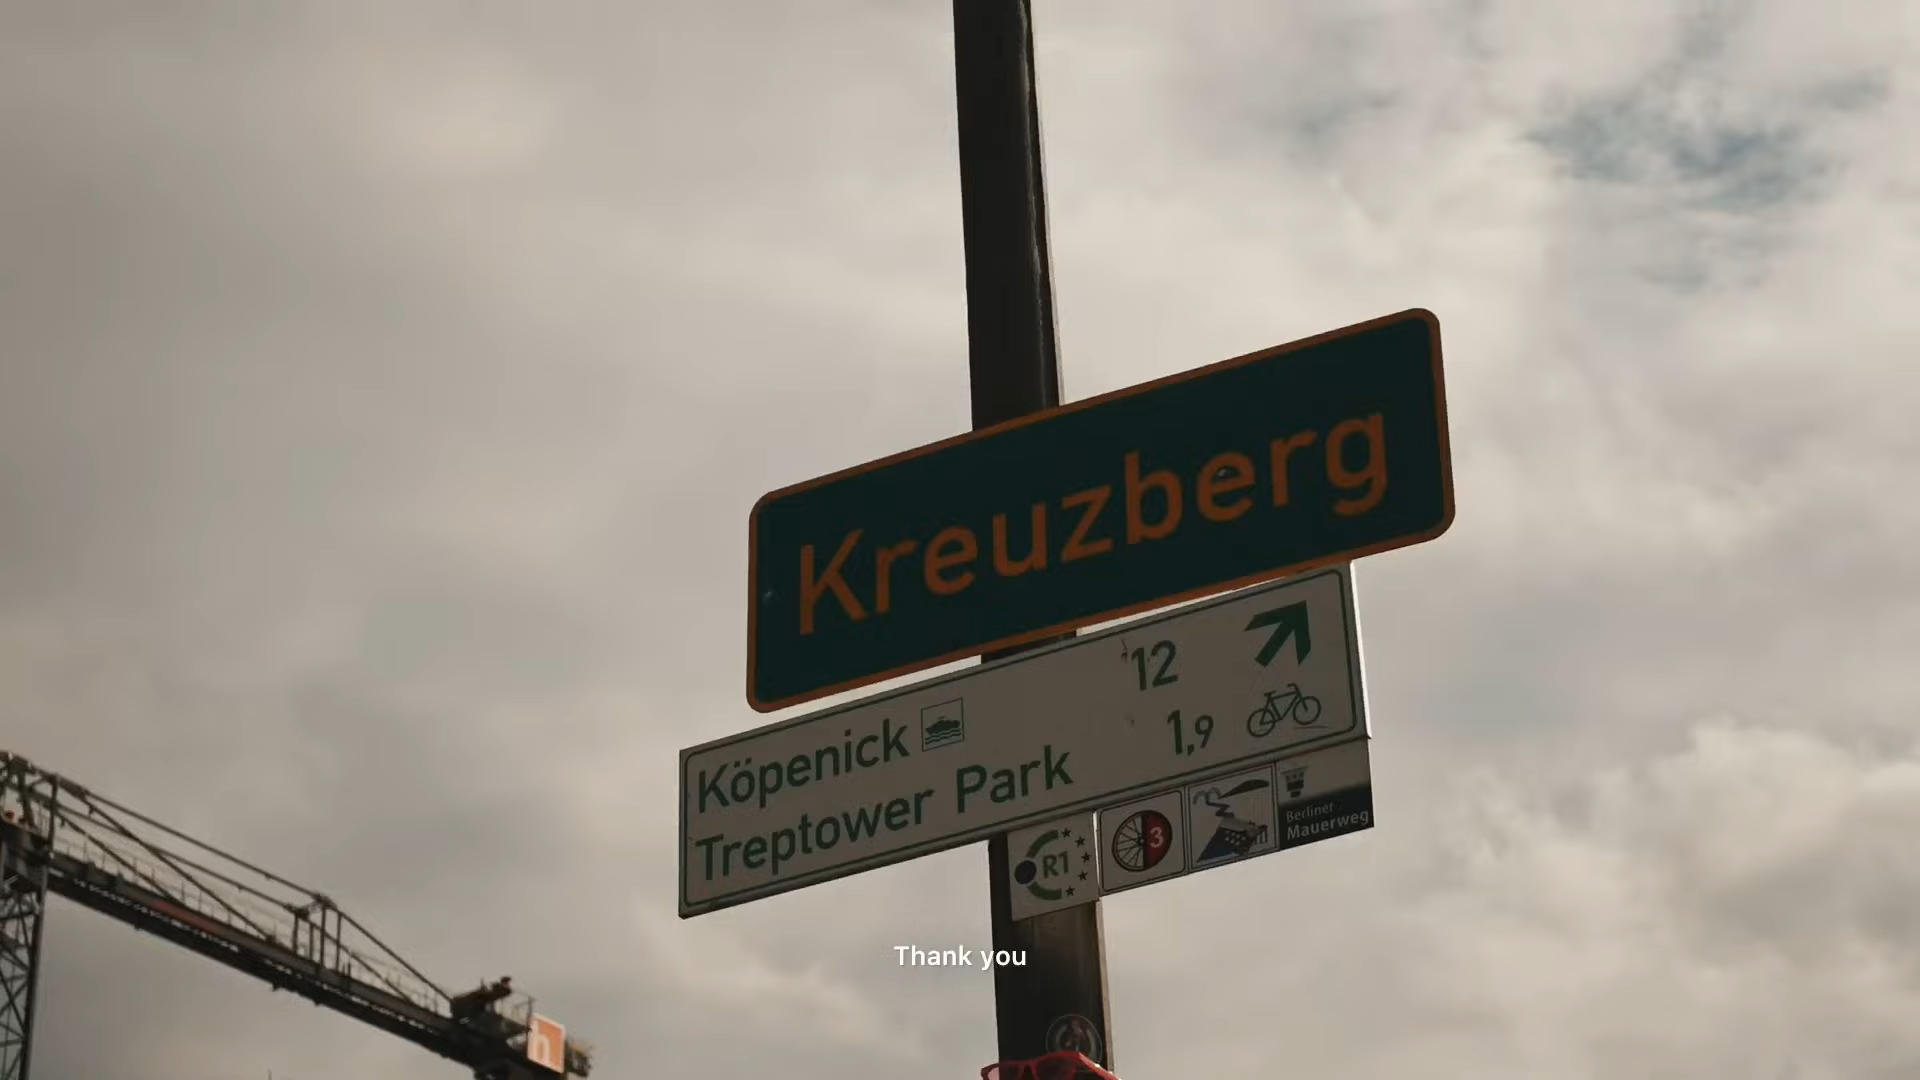 Kreuzberg
Köpenick 12
Treptower Park 1,9
R1
3
Berliner
Mauerweg
Thank you
h